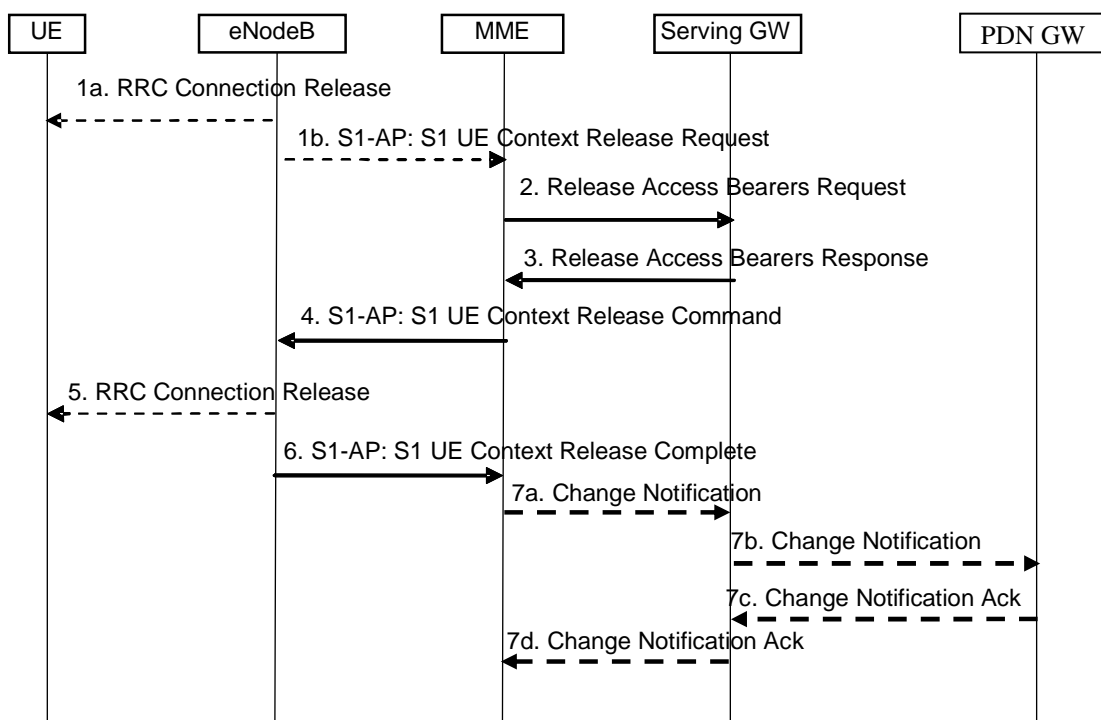 UE
eNodeB
MME
Serving GW
PDN GW
1a. RRC Connection Release
1b. S1-AP: S1 UE Context Release Request
2. Release Access Bearers Request
3. Release Access Bearers Response
4. S1-AP: S1 UE Context Release Command
5. RRC Connection Release
6. S1-AP: S1 UE Context Release Complete
7a. Change Notification
7b. Change Notification
7c. Change Notification Ack
7d. Change Notification Ack